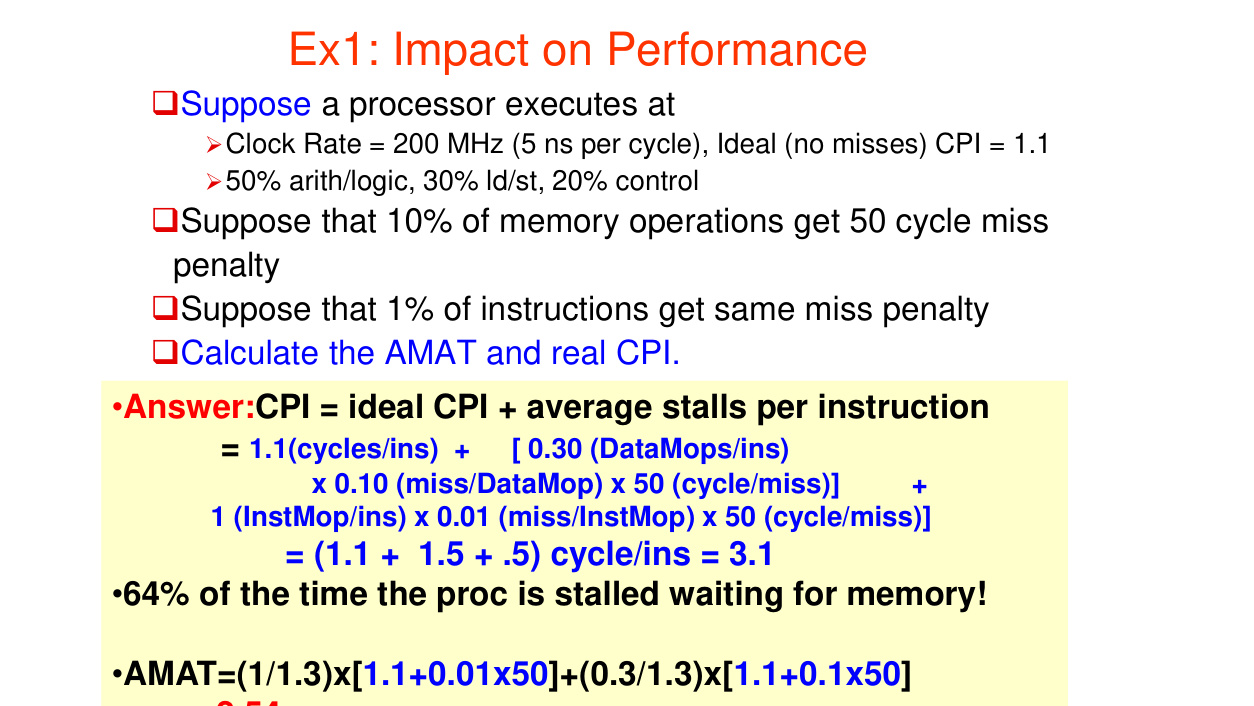 Ex1: Impact on Performance
❑Suppose a processor executes at
➢Clock Rate = 200 MHz (5 ns per cycle), Ideal (no misses) CPI = 1.1
➢50% arith/logic, 30% ld/st, 20% control
❑Suppose that 10% of memory operations get 50 cycle miss
penalty
❑Suppose that 1% of instructions get same miss penalty
❑Calculate the AMAT and real CPI.
•Answer:CPI = ideal CPI + average stalls per instruction
= 1.1(cycles/ins) + [ 0.30 (DataMops/ins)
x 0.10 (miss/DataMop) x 50 (cycle/miss)] +
1 (InstMop/ins) x 0.01 (miss/InstMop) x 50 (cycle/miss)]
= (1.1 + 1.5 + .5) cycle/ins = 3.1
•64% of the time the proc is stalled waiting for memory!
•AMAT=(1/1.3)x[1.1+0.01x50]+(0.3/1.3)x[1.1+0.1x50]